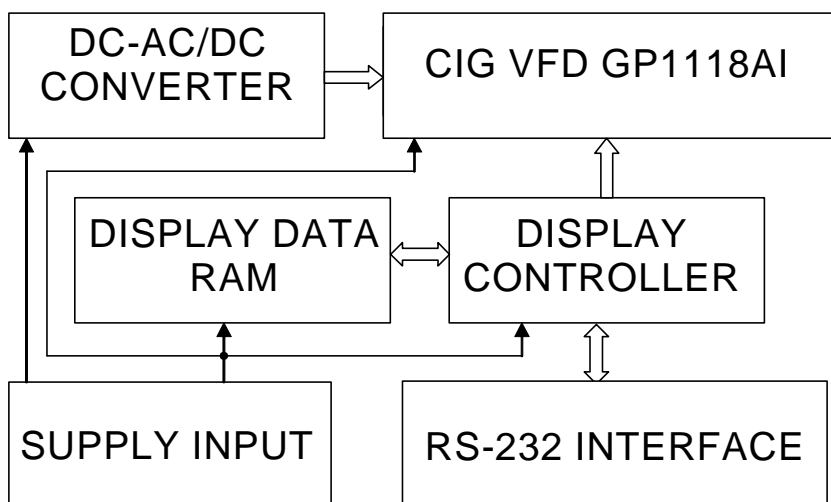 DC-AC/DC
CONVERTER
CIG VFD GP1118AI
DISPLAY DATA
RAM
DISPLAY
CONTROLLER
SUPPLY INPUT
RS-232 INTERFACE